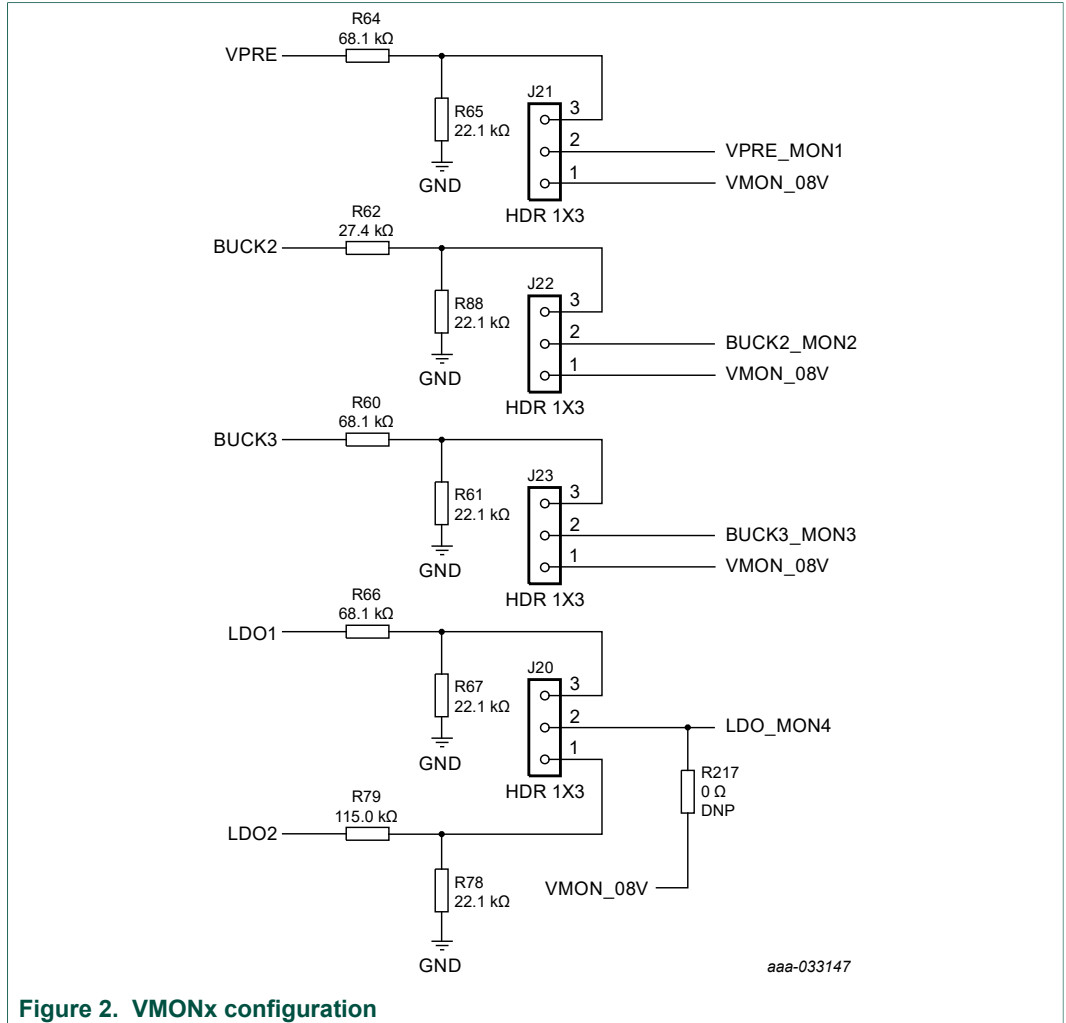 R64
68.1 kΩ
VPRE
J21
R65
22.1 kΩ
3
2
1
VPRE_MON1
VMON_08V
GND
HDR 1X3
R62
27.4 kΩ
BUCK2
J22
R88
22.1 kΩ
3
2
1
BUCK2_MON2
VMON_08V
GND
HDR 1X3
R60
68.1 kΩ
BUCK3
J23
R61
22.1 kΩ
3
2
1
BUCK3_MON3
VMON_08V
GND
HDR 1X3
R66
68.1 kΩ
LDO1
J20
R67
22.1 kΩ
3
2
1
LDO_MON4
GND
HDR 1X3
R217
0 Ω
DNP
R79
115.0 kΩ
LDO2
R78
22.1 kΩ
VMON_08V
GND
aaa-033147
Figure 2. VMONx configuration